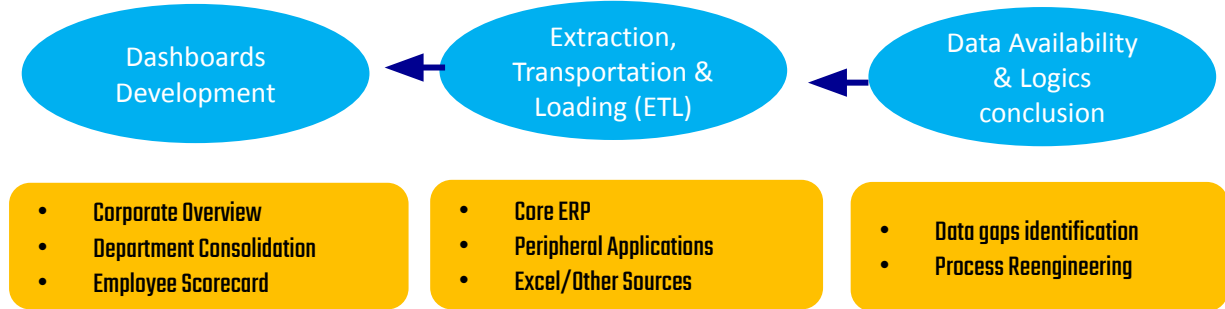 Dashboards
Development
Extraction,
Transportation &
Loading (ETL)
Data Availability
& Logics
conclusion
• Corporate Overview
• Department Consolidation
• Employee Scorecard
• Core ERP
• Peripheral Applications
• Excel/Other Sources
• Data gaps identification
• Process Reengineering